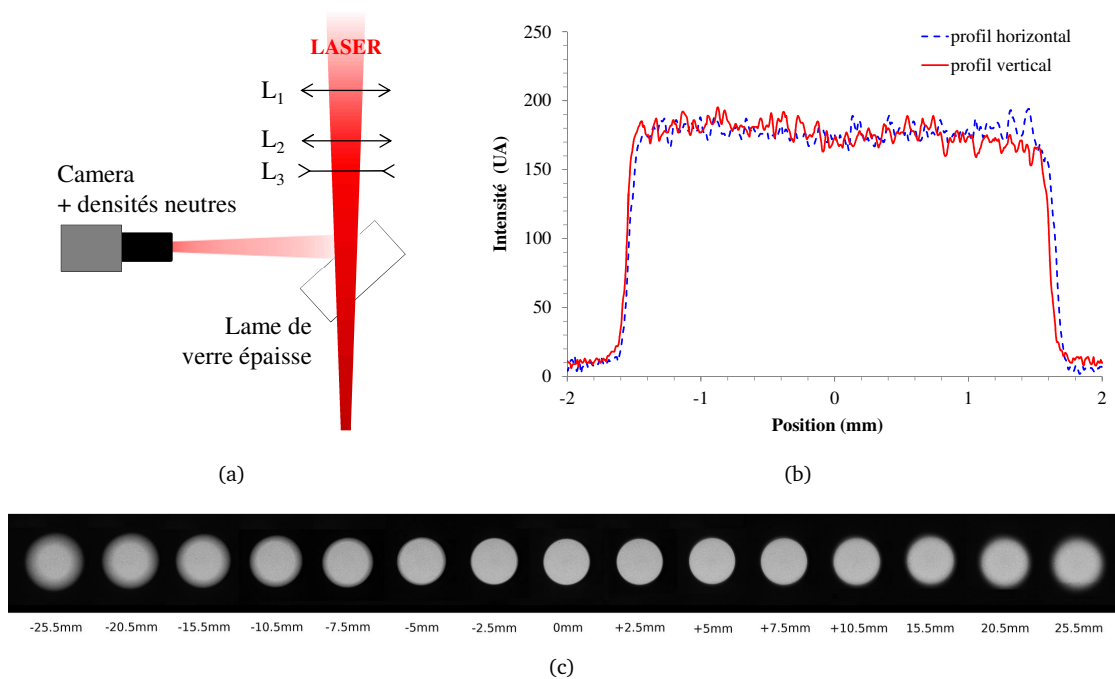 LASER
L₁
L₂
L₃
Camera
+ densités neutres
Lame de
verre épaisse
(a)
250
200
150
100
50
0
Intensité (UA)
profil horizontal
profil vertical
-2 -1 0 1 2
Position (mm)
(b)
-25.5mm -20.5mm -15.5mm -10.5mm -7.5mm -5mm -2.5mm 0mm +2.5mm +5mm +7.5mm +10.5mm 15.5mm 20.5mm 25.5mm
(c)